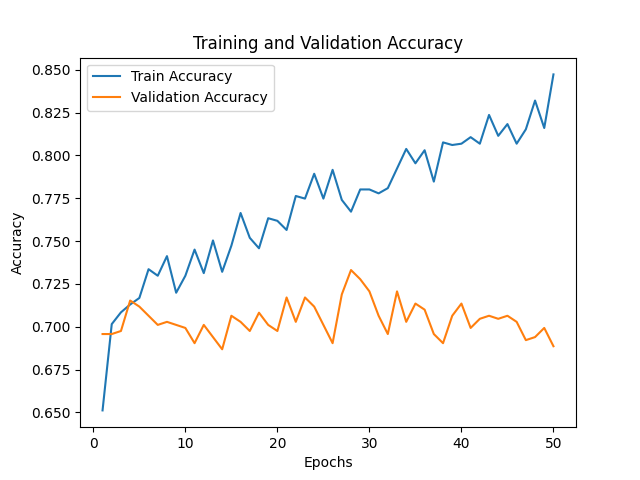 Training and Validation Accuracy
Train Accuracy
Validation Accuracy
Accuracy
0.850
0.825
0.800
0.775
0.750
0.725
0.700
0.675
0.650
0 10 20 30 40 50
Epochs